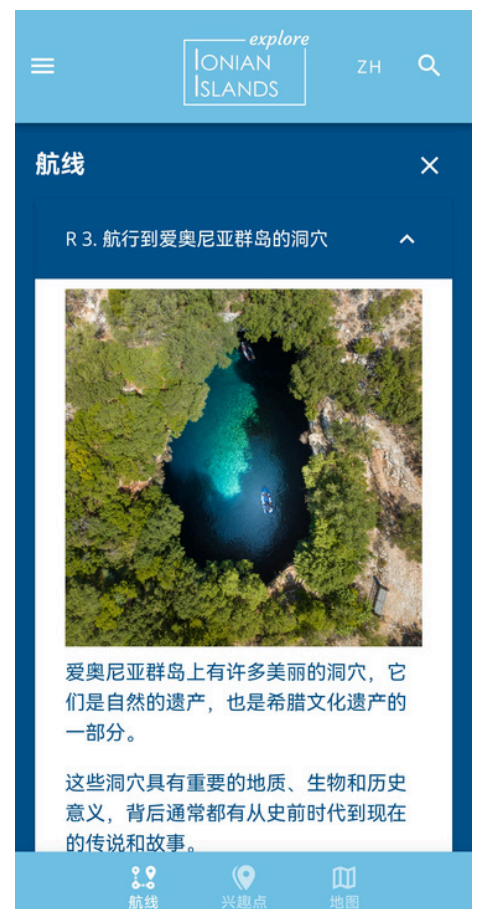 explore
IONIAN
ISLANDS
ZH
航线
R 3. 航行到爱奥尼亚群岛的洞穴
爱奥尼亚群岛上有许多美丽的洞穴，它
们是自然的遗产，也是希腊文化遗产的
一部分。
这些洞穴具有重要的地质、生物和历史
意义，背后通常都有从史前时代到现在
的传说和故事。
航线
兴趣点
地图